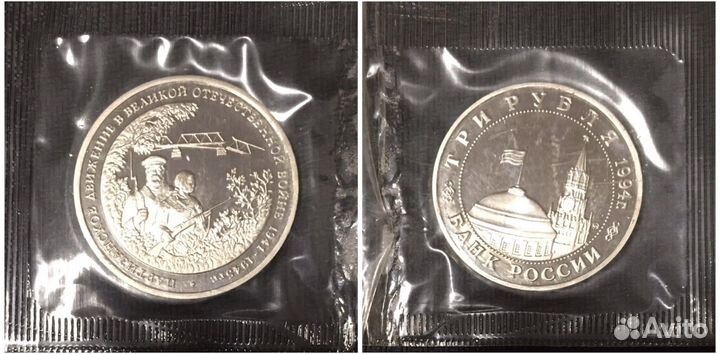 ПАРТИЗАНСКОЕ ДВИЖЕНИЕ В ВЕЛИКОЙ ОТЕЧЕСТВЕННОЙ ВОЙНЕ 1941-1945гг.
ТРИ РУБЛЯ 1994г.
БАНК РОССИИ
Avito